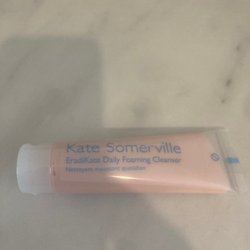 Kate Somerville
EradiKate Daily Foaming Cleanser
Nettoyant moussant quotidien